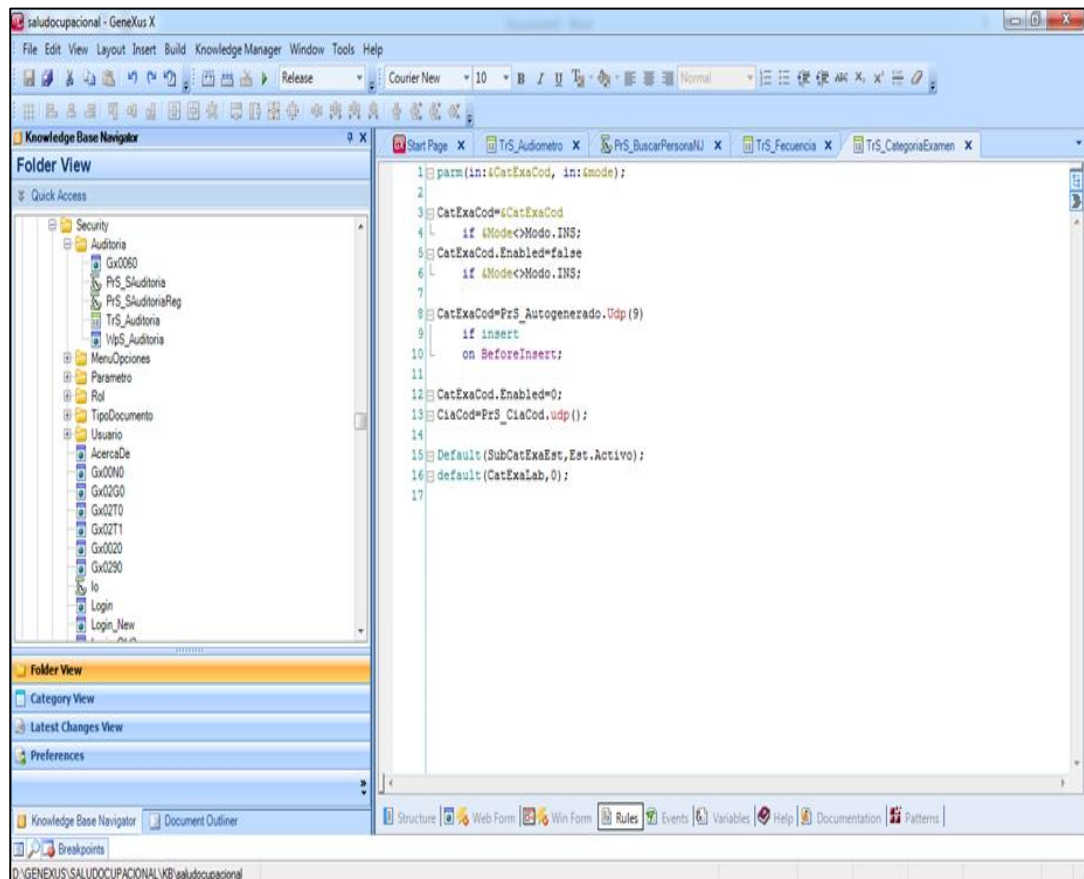 saludocupacional - GeneXus X
File Edit View Layout Insert Build Knowledge Manager Window Tools Help
Release Courier New 10 B I U Normal ABC X, x'
Knowledge Base Navigator
Folder View
Quick Access
Security
Auditoria
Gx0060
PrS_SAuditoria
PrS_SAuditoriaReg
TrS_Auditoria
WpS_Auditoria
MenuOpciones
Parametro
Rol
TipoDocumento
Usuario
AcercaDe
Gx00N0
Gx02G0
Gx02T0
Gx02T1
Gx0020
Gx0290
Io
Login
Login_New
Folder View
Category View
Latest Changes View
Preferences
Knowledge Base Navigator Document Outliner
Start Page X TrS_Audiometro X PrS_BuscarPersonaNJ X TrS_Fecuencia X TrS_CategoriaExamen X
1 parm(in:&CatExaCod, in:&mode);
2
3 CatExaCod=&CatExaCod
4 if &Mode<>Modo.INS;
5 CatExaCod.Enabled=false
6 if &Mode<>Modo.INS;
7
8 CatExaCod=PrS_Autogenerado.Udp(9)
9 if insert
10 on BeforeInsert;
11
12 CatExaCod.Enabled=0;
13 CiaCod=PrS_CiaCod.udp();
14
15 Default(SubCatExaEst,Est.Activo);
16 default(CatExaLab,0);
17
Structure Web Form Win Form Rules Events Variables Help Documentation Patterns
Breakpoints
D:\GENEXUS\SALUDOCUPACIONAL\KB\saludocupacional